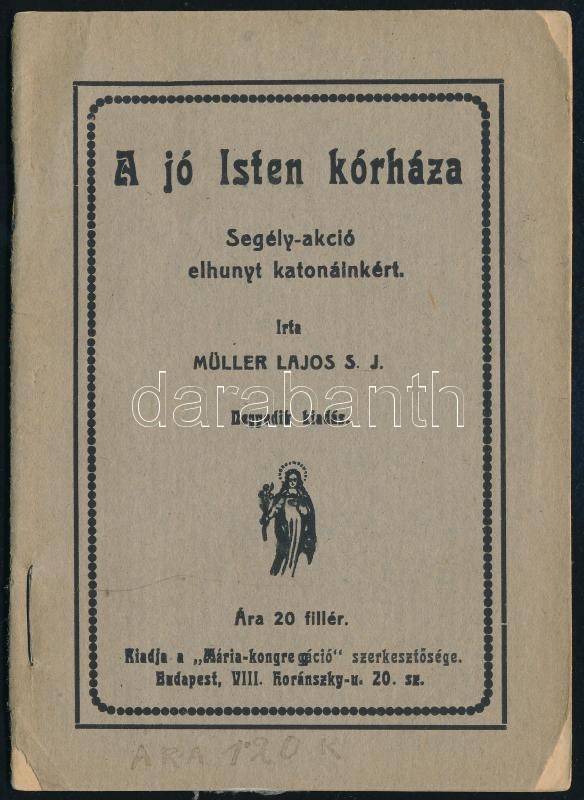 A jó Isten kórháza
Segély-akció
elhunyt katonáinkért.
Irta
MÜLLER LAJOS S. J.
darabanth
Negyedik kiadás.
Ára 20 fillér.
Kiadja a „Mária-kongregáció" szerkesztősége.
Budapest, VIII. Horánszky-u. 20. sz.
ÁRA 120 K